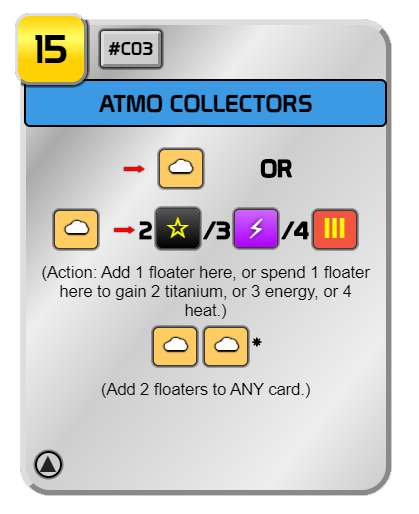 15
#C03
ATMO COLLECTORS
OR
2 /3 /4
(Action: Add 1 floater here, or spend 1 floater
here to gain 2 titanium, or 3 energy, or 4
heat.)
*
(Add 2 floaters to ANY card.)